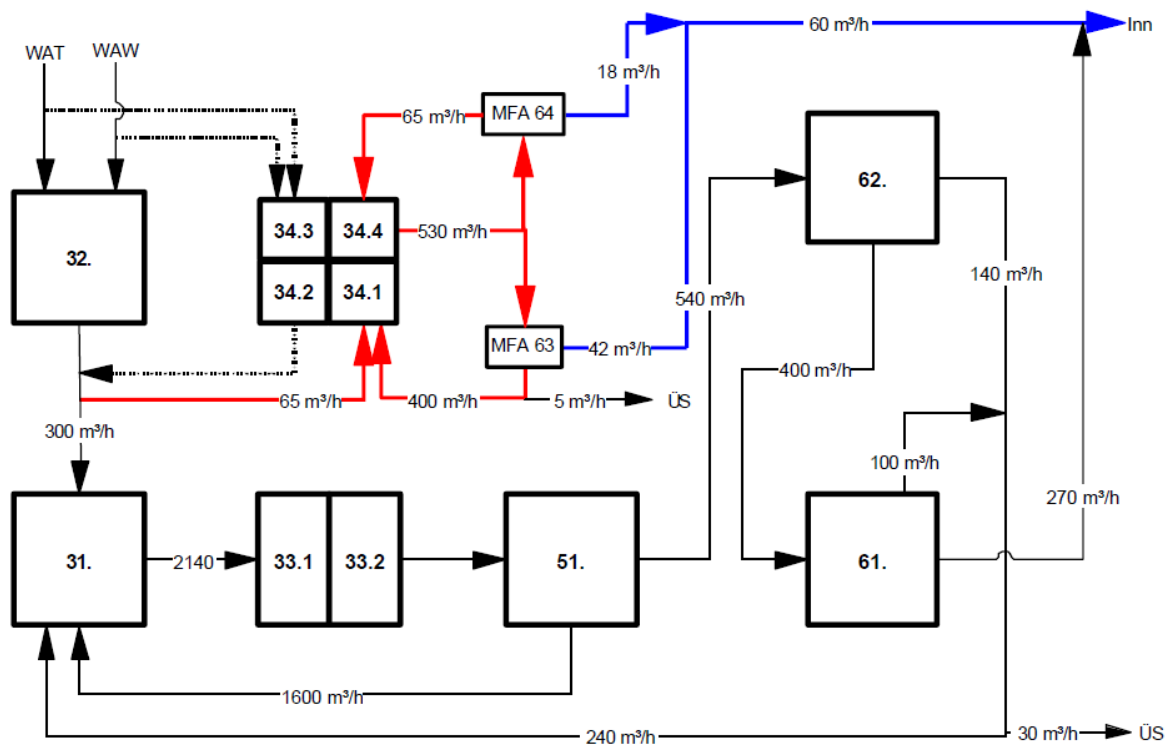 60 m³/h
Inn
WAT
WAW
18 m³/h
65 m³/h
MFA 64
62.
34.3
34.4
530 m³/h
32.
140 m³/h
34.2
34.1
540 m³/h
MFA 63
42 m³/h
400 m³/h
65 m³/h
400 m³/h
5 m³/h
ÜS
300 m³/h
100 m³/h
270 m³/h
31.
2140
33.1
33.2
51.
61.
1600 m³/h
240 m³/h
30 m³/h
ÜS